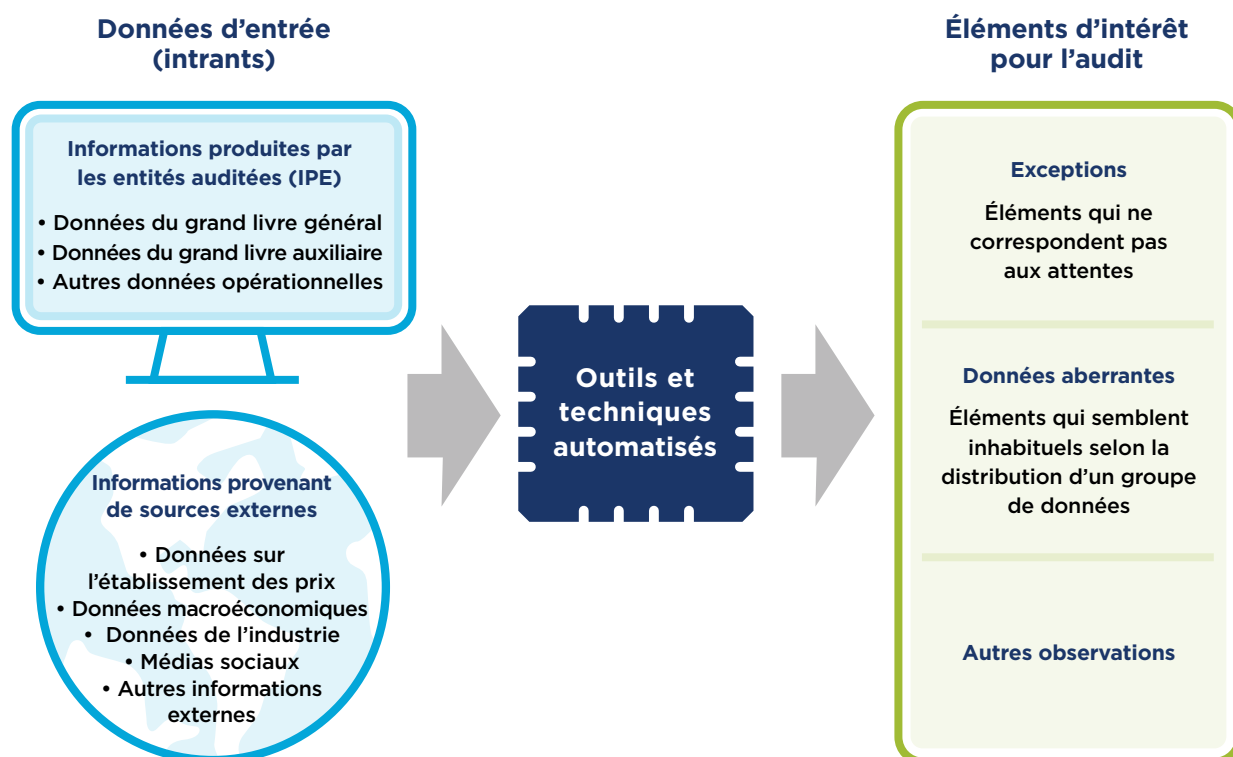 Données d’entrée
(intrants)
Informations produites par
les entités auditées (IPE)
• Données du grand livre général
• Données du grand livre auxiliaire
• Autres données opérationnelles
Informations provenant
de sources externes
• Données sur
l’établissement des prix
• Données macroéconomiques
• Données de l’industrie
• Médias sociaux
• Autres informations
externes
Outils et
techniques
automatisés
Éléments d’intérêt
pour l’audit
Exceptions
Éléments qui ne
correspondent pas
aux attentes
Données aberrantes
Éléments qui semblent
inhabituels selon la
distribution d’un groupe
de données
Autres observations